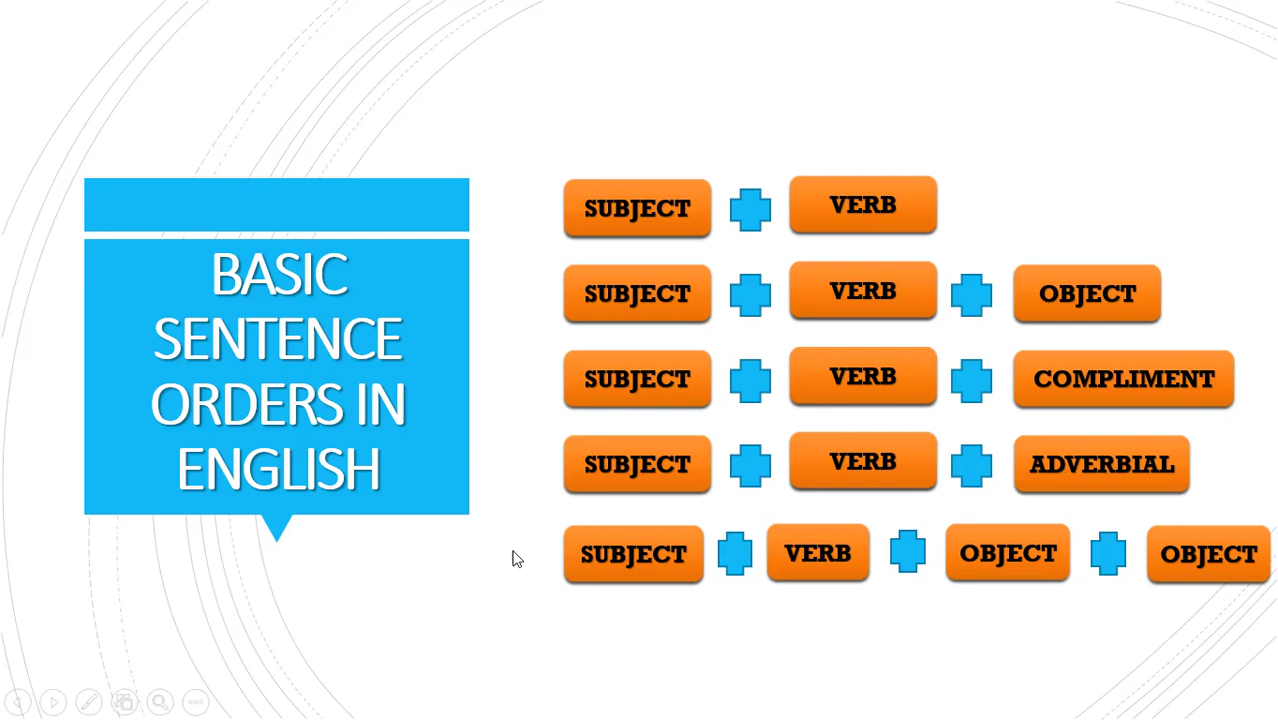 BASIC
SENTENCE
ORDERS IN
ENGLISH
SUBJECT VERB
SUBJECT VERB OBJECT
SUBJECT VERB COMPLIMENT
SUBJECT VERB ADVERBIAL
SUBJECT VERB OBJECT OBJECT